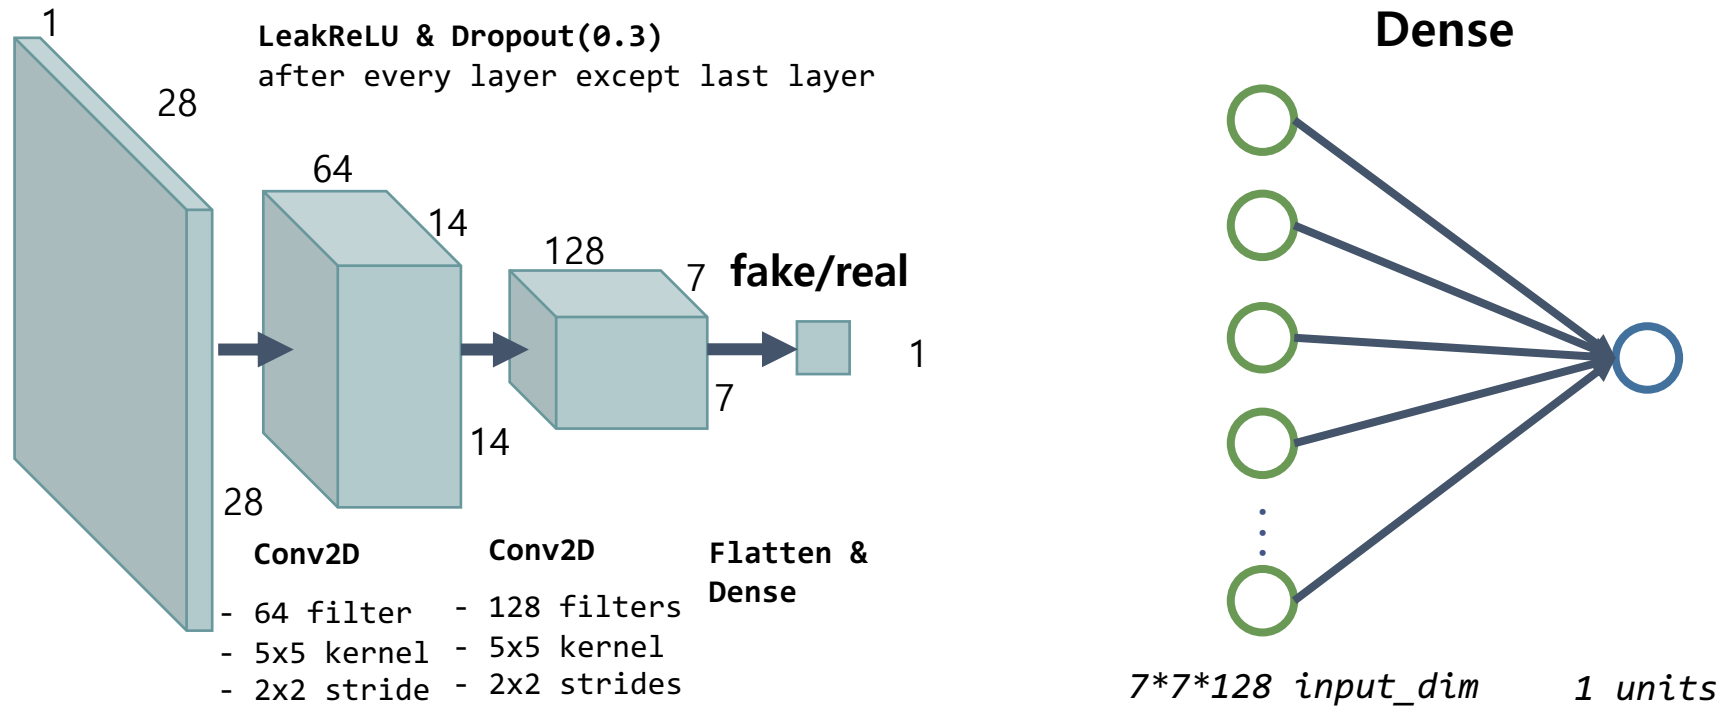 1
28
28
LeakReLU & Dropout(0.3)
after every layer except last layer
64
14
14
128
7
7
fake/real
1
Conv2D
- 64 filter
- 5x5 kernel
- 2x2 stride
Conv2D
- 128 filters
- 5x5 kernel
- 2x2 strides
Flatten &
Dense
Dense
7*7*128 input_dim
1 units